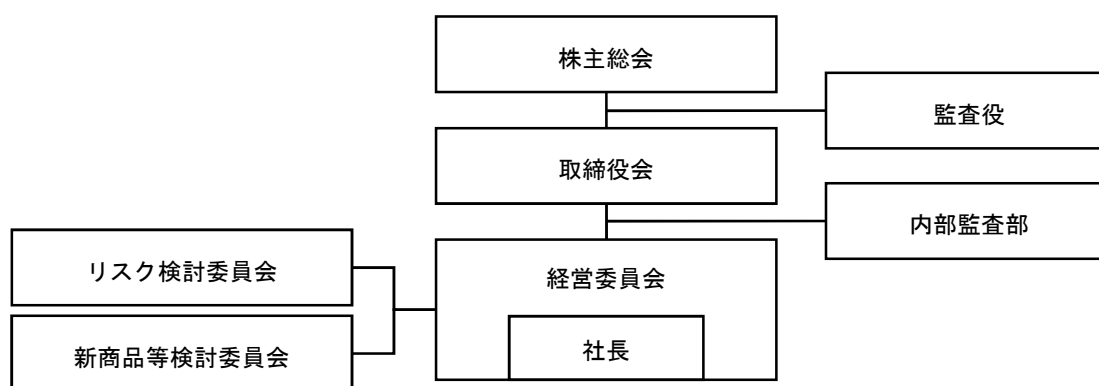 株主総会
監査役
取締役会
内部監査部
リスク検討委員会
経営委員会
新商品等検討委員会
社長